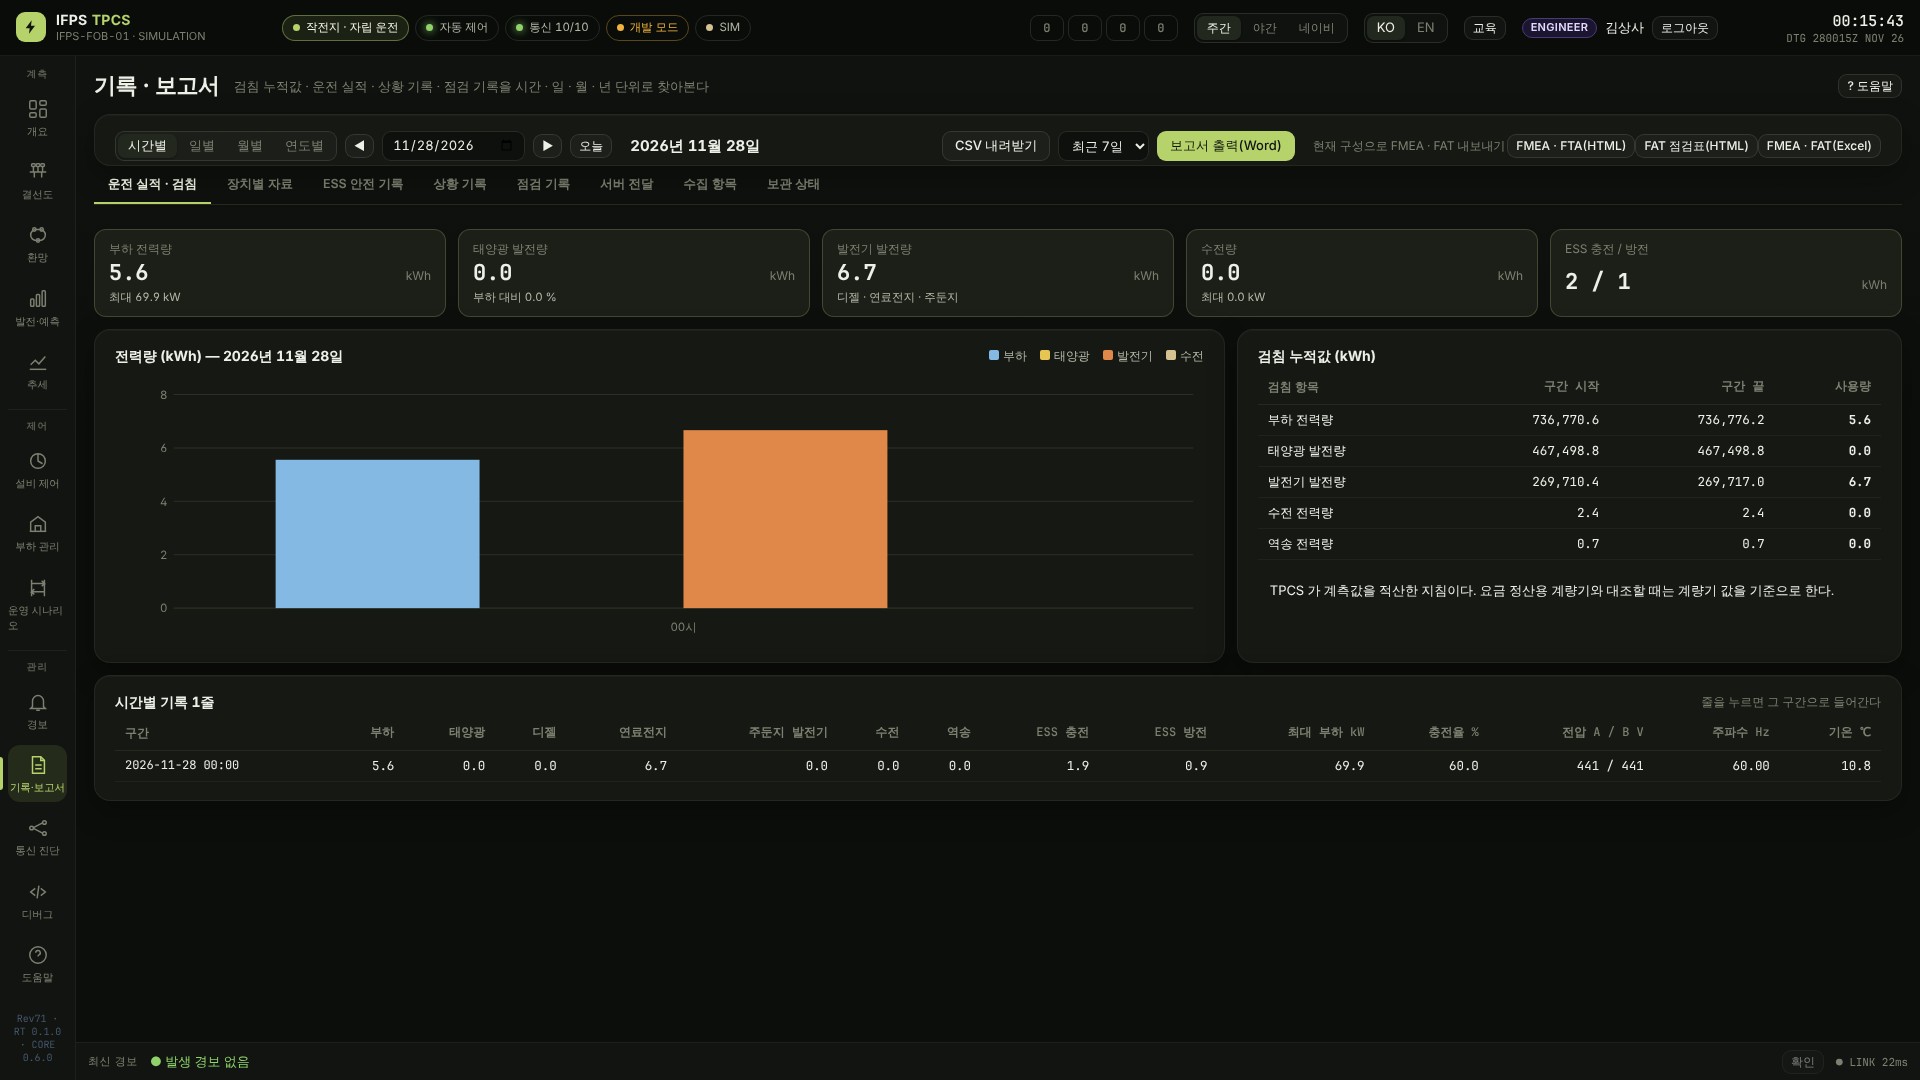 IFPS TPCS
IFPS-FOB-01 · SIMULATION
작전지 · 자립 운전
자동 제어
통신 10/10
개발 모드
SIM
0 0 0 0
주간 야간 네이비
KO EN
교육
ENGINEER 김상사 로그아웃
00:15:43
DTG 280015Z NOV 26
계측
개요
결선도
환망
발전·예측
추세
제어
설비 제어
부하 관리
운영 시나리
오
관리
경보
기록·보고서
통신 진단
디버그
도움말
Rev71 ·
RT 0.1.0
· CORE
0.6.0
기록 · 보고서
검침 누적값 · 운전 실적 · 상황 기록 · 점검 기록을 시간 · 일 · 월 · 년 단위로 찾아본다
? 도움말
시간별 일별 월별 연도별
◀ 11/28/2026 ▶ 오늘
2026년 11월 28일
CSV 내려받기
최근 7일
보고서 출력(Word)
현재 구성으로 FMEA · FAT 내보내기
FMEA · FTA(HTML)
FAT 점검표(HTML)
FMEA · FAT(Excel)
운전 실적 · 검침
장치별 자료
ESS 안전 기록
상황 기록
점검 기록
서버 전달
수집 항목
보관 상태
부하 전력량
5.6 kWh
최대 69.9 kW
태양광 발전량
0.0 kWh
부하 대비 0.0 %
발전기 발전량
6.7 kWh
디젤 · 연료전지 · 주둔지
수전량
0.0 kWh
최대 0.0 kW
ESS 충전 / 방전
2 / 1 kWh
전력량 (kWh) — 2026년 11월 28일
부하 태양광 발전기 수전
8
6
4
2
0
00시
검침 누적값 (kWh)
검침 항목 구간 시작 구간 끝 사용량
부하 전력량 736,770.6 736,776.2 5.6
태양광 발전량 467,498.8 467,498.8 0.0
발전기 발전량 269,710.4 269,717.0 6.7
수전 전력량 2.4 2.4 0.0
역송 전력량 0.7 0.7 0.0
TPCS 가 계측값을 적산한 지침이다. 요금 정산용 계량기와 대조할 때는 계량기 값을 기준으로 한다.
시간별 기록 1줄
줄을 누르면 그 구간으로 들어간다
구간 부하 태양광 디젤 연료전지 주둔지 발전기 수전 역송 ESS 충전 ESS 방전 최대 부하 kW 충전율 % 전압 A / B V 주파수 Hz 기온 ℃
2026-11-28 00:00 5.6 0.0 0.0 6.7 0.0 0.0 0.0 1.9 0.9 69.9 60.0 441 / 441 60.00 10.8
최신 경보
발생 경보 없음
확인
LINK 22ms